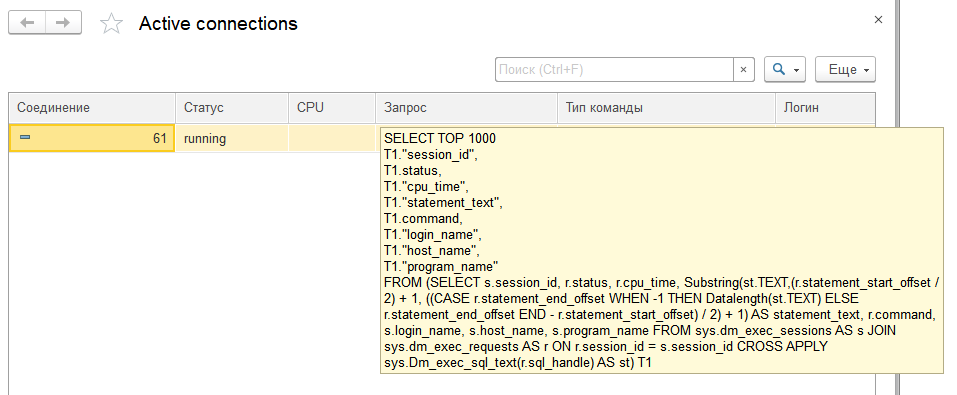 Active connections
×
Поиск (Ctrl+F)
×
Еще
Соединение Статус CPU Запрос Тип команды Логин
61 running
SELECT TOP 1000
T1."session_id",
T1.status,
T1."cpu_time",
T1."statement_text",
T1.command,
T1."login_name",
T1."host_name",
T1."program_name"
FROM (SELECT s.session_id, r.status, r.cpu_time, Substring(st.TEXT,(r.statement_start_offset /
2) + 1, ((CASE r.statement_end_offset WHEN -1 THEN Datalength(st.TEXT) ELSE
r.statement_end_offset END - r.statement_start_offset) / 2) + 1) AS statement_text, r.command,
s.login_name, s.host_name, s.program_name FROM sys.dm_exec_sessions AS s JOIN
sys.dm_exec_requests AS r ON r.session_id = s.session_id CROSS APPLY
sys.Dm_exec_sql_text(r.sql_handle) AS st) T1